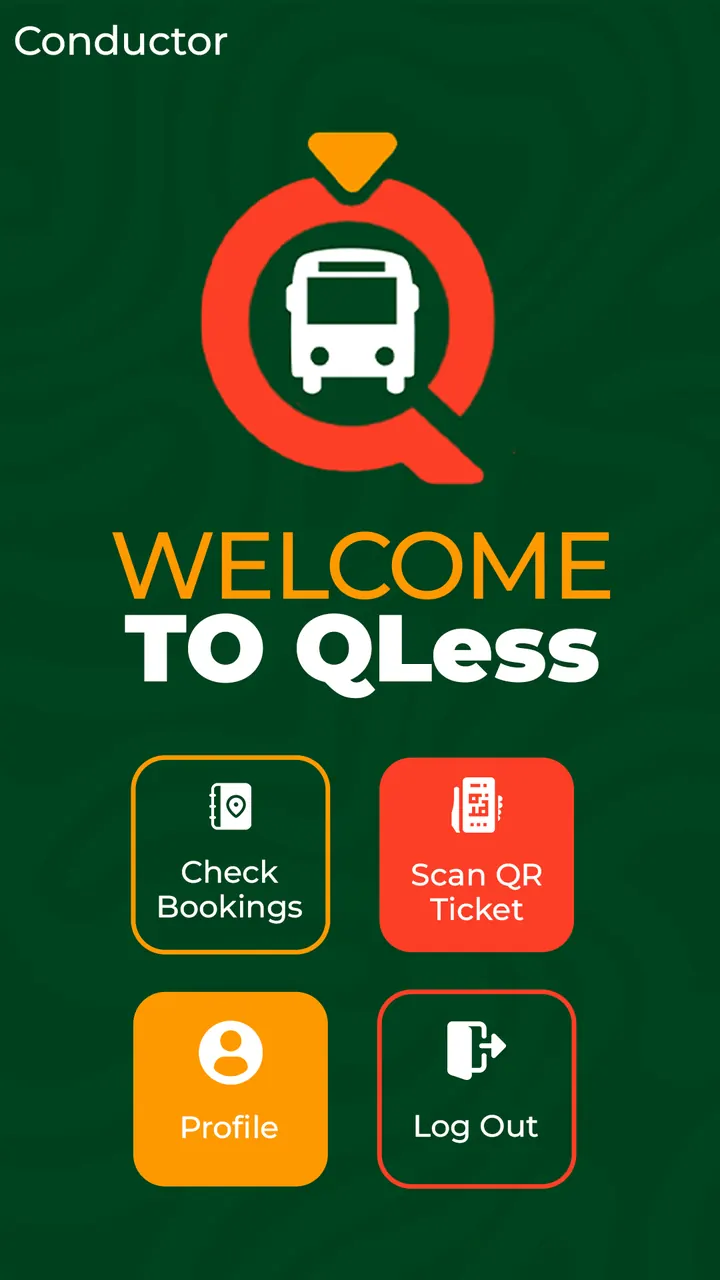 Conductor
WELCOME
TO QLess
Check
Bookings
Scan QR
Ticket
Profile
Log Out